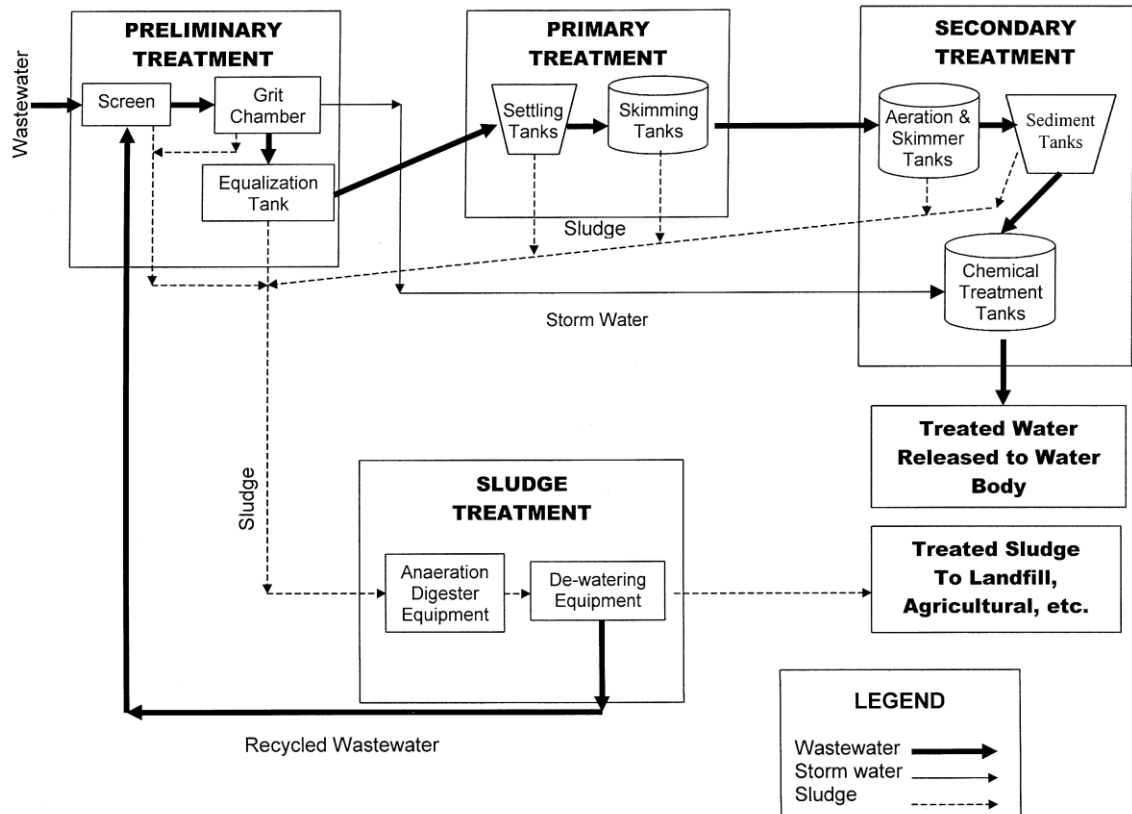 PRELIMINARY
TREATMENT
Wastewater
Screen
Grit
Chamber
Equalization
Tank
PRIMARY
TREATMENT
Settling
Tanks
Skimming
Tanks
Sludge
SECONDARY
TREATMENT
Aeration &
Skimmer
Tanks
Sediment
Tanks
Chemical
Treatment
Tanks
Storm Water
Treated Water
Released to Water
Body
Sludge
SLUDGE
TREATMENT
Anaeration
Digester
Equipment
De-watering
Equipment
Treated Sludge
To Landfill,
Agricultural, etc.
Recycled Wastewater
LEGEND
Wastewater
Storm water
Sludge